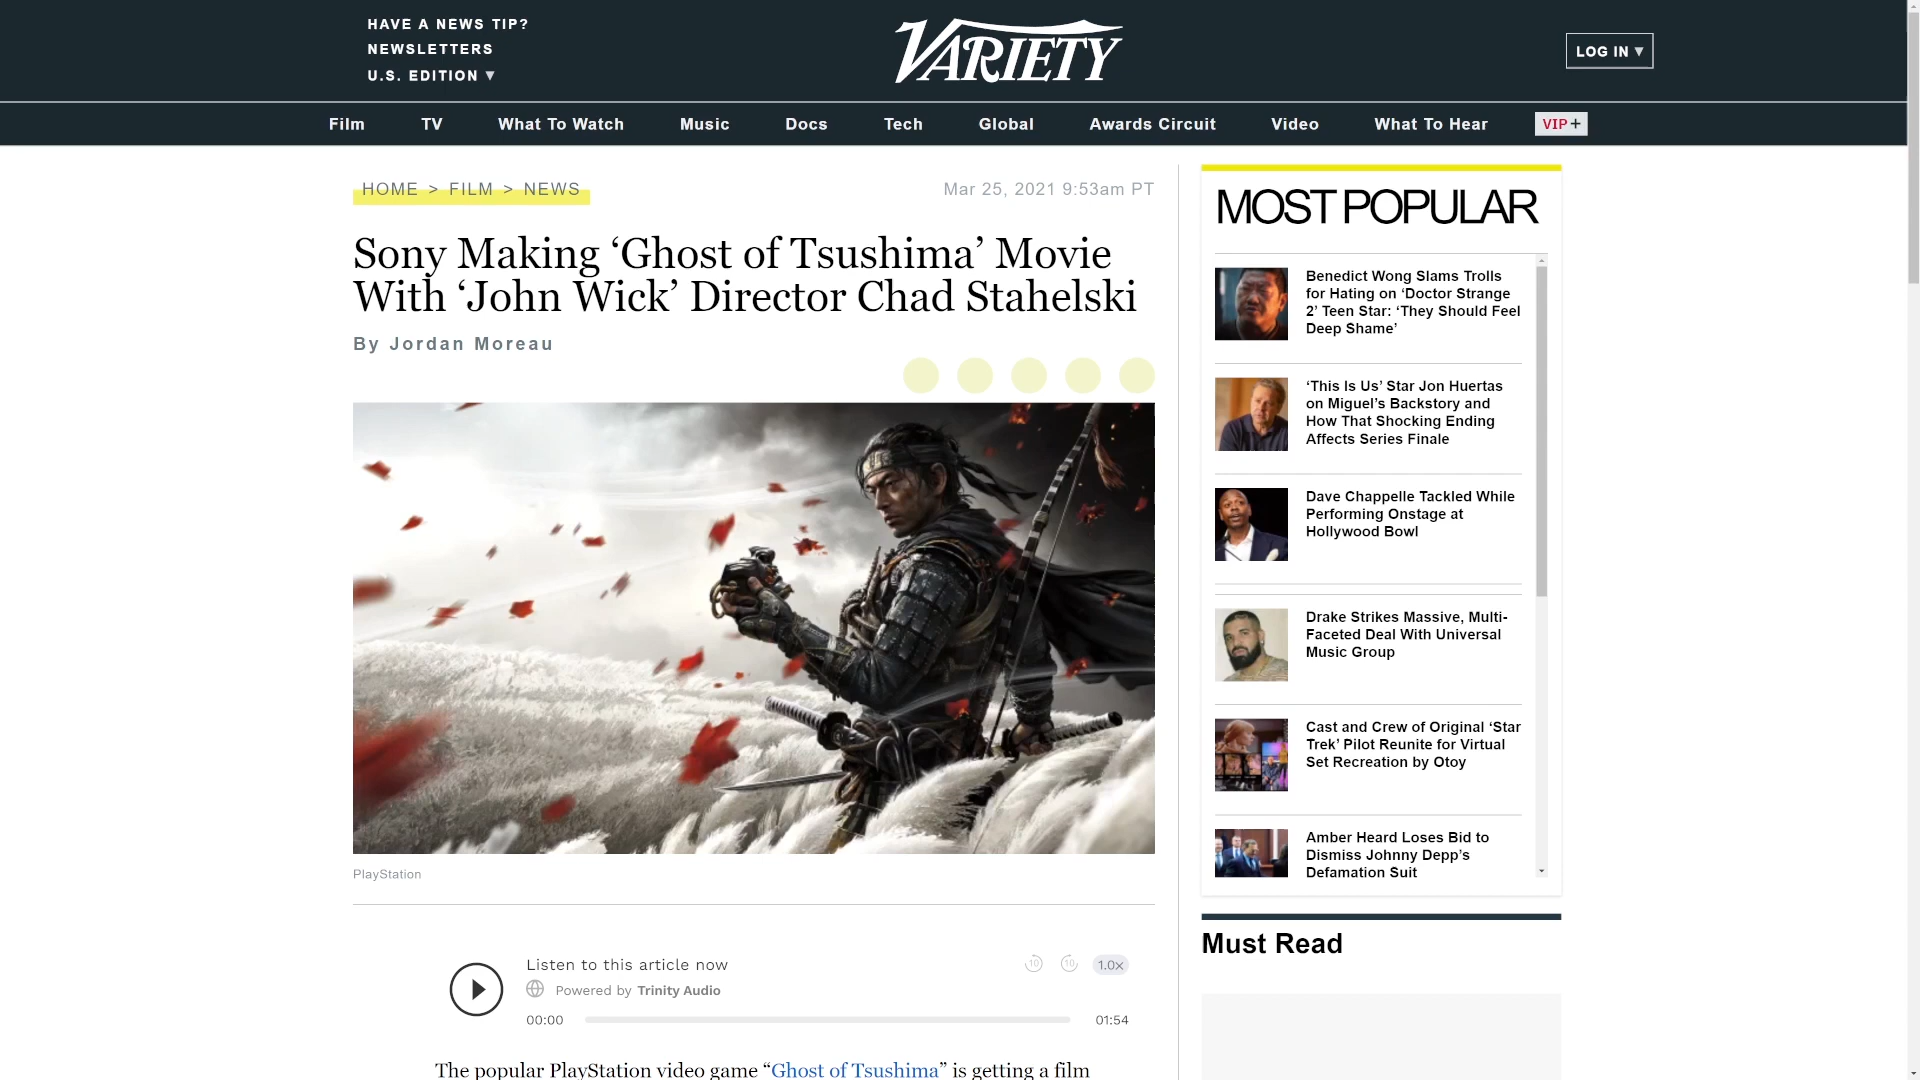 HAVE A NEWS TIP?
NEWSLETTERS
U.S. EDITION ▼
VARIETY
LOG IN ▼
Film TV What To Watch Music Docs Tech Global Awards Circuit Video What To Hear VIP+
HOME > FILM > NEWS
Mar 25, 2021 9:53am PT
Sony Making ‘Ghost of Tsushima’ Movie
With ‘John Wick’ Director Chad Stahelski
By Jordan Moreau
PlayStation
Listen to this article now
10 10 1.0x
Powered by Trinity Audio
00:00 01:54
The popular PlayStation video game “Ghost of Tsushima” is getting a film
MOST POPULAR
Benedict Wong Slams Trolls
for Hating on ‘Doctor Strange
2’ Teen Star: ‘They Should Feel
Deep Shame’
‘This Is Us’ Star Jon Huertas
on Miguel’s Backstory and
How That Shocking Ending
Affects Series Finale
Dave Chappelle Tackled While
Performing Onstage at
Hollywood Bowl
Drake Strikes Massive, Multi-
Faceted Deal With Universal
Music Group
Cast and Crew of Original ‘Star
Trek’ Pilot Reunite for Virtual
Set Recreation by Otoy
Amber Heard Loses Bid to
Dismiss Johnny Depp’s
Defamation Suit
Must Read